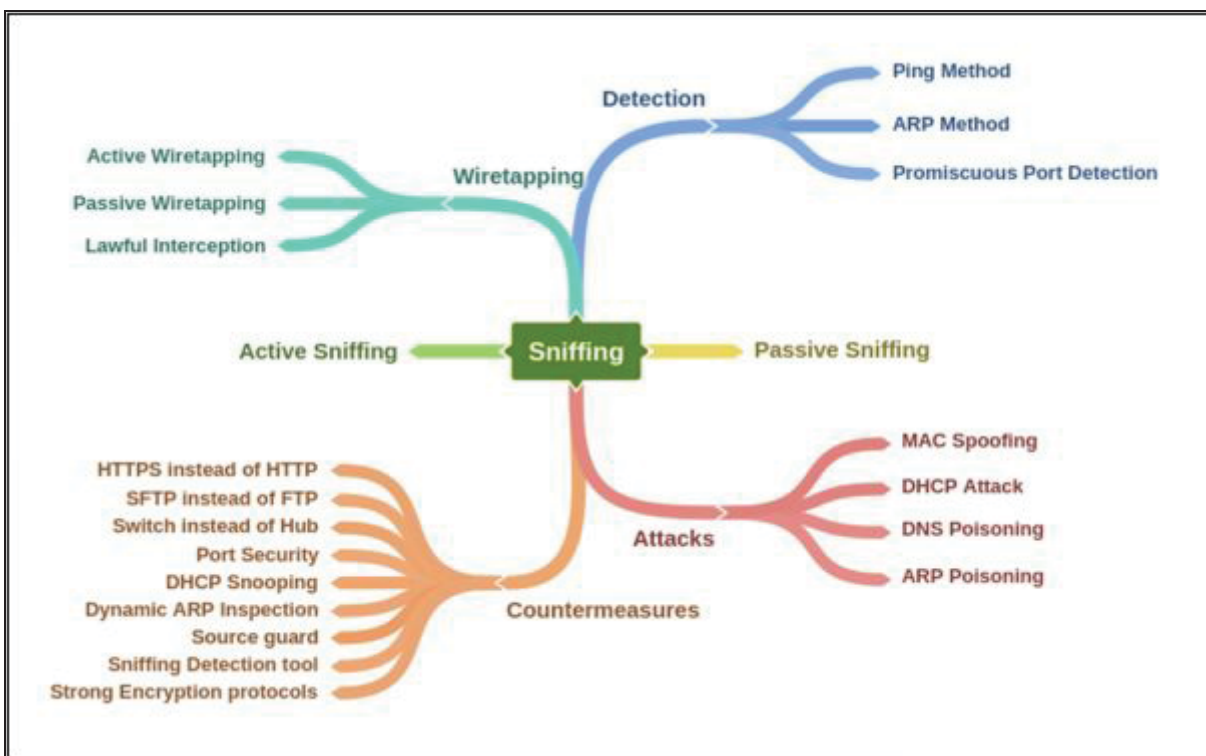 Detection
Ping Method
ARP Method
Promiscuous Port Detection
Wiretapping
Active Wiretapping
Passive Wiretapping
Lawful Interception
Active Sniffing
Sniffing
Passive Sniffing
HTTPS instead of HTTP
SFTP instead of FTP
Switch instead of Hub
Port Security
DHCP Snooping
Dynamic ARP Inspection
Source guard
Sniffing Detection tool
Strong Encryption protocols
Countermeasures
Attacks
MAC Spoofing
DHCP Attack
DNS Poisoning
ARP Poisoning